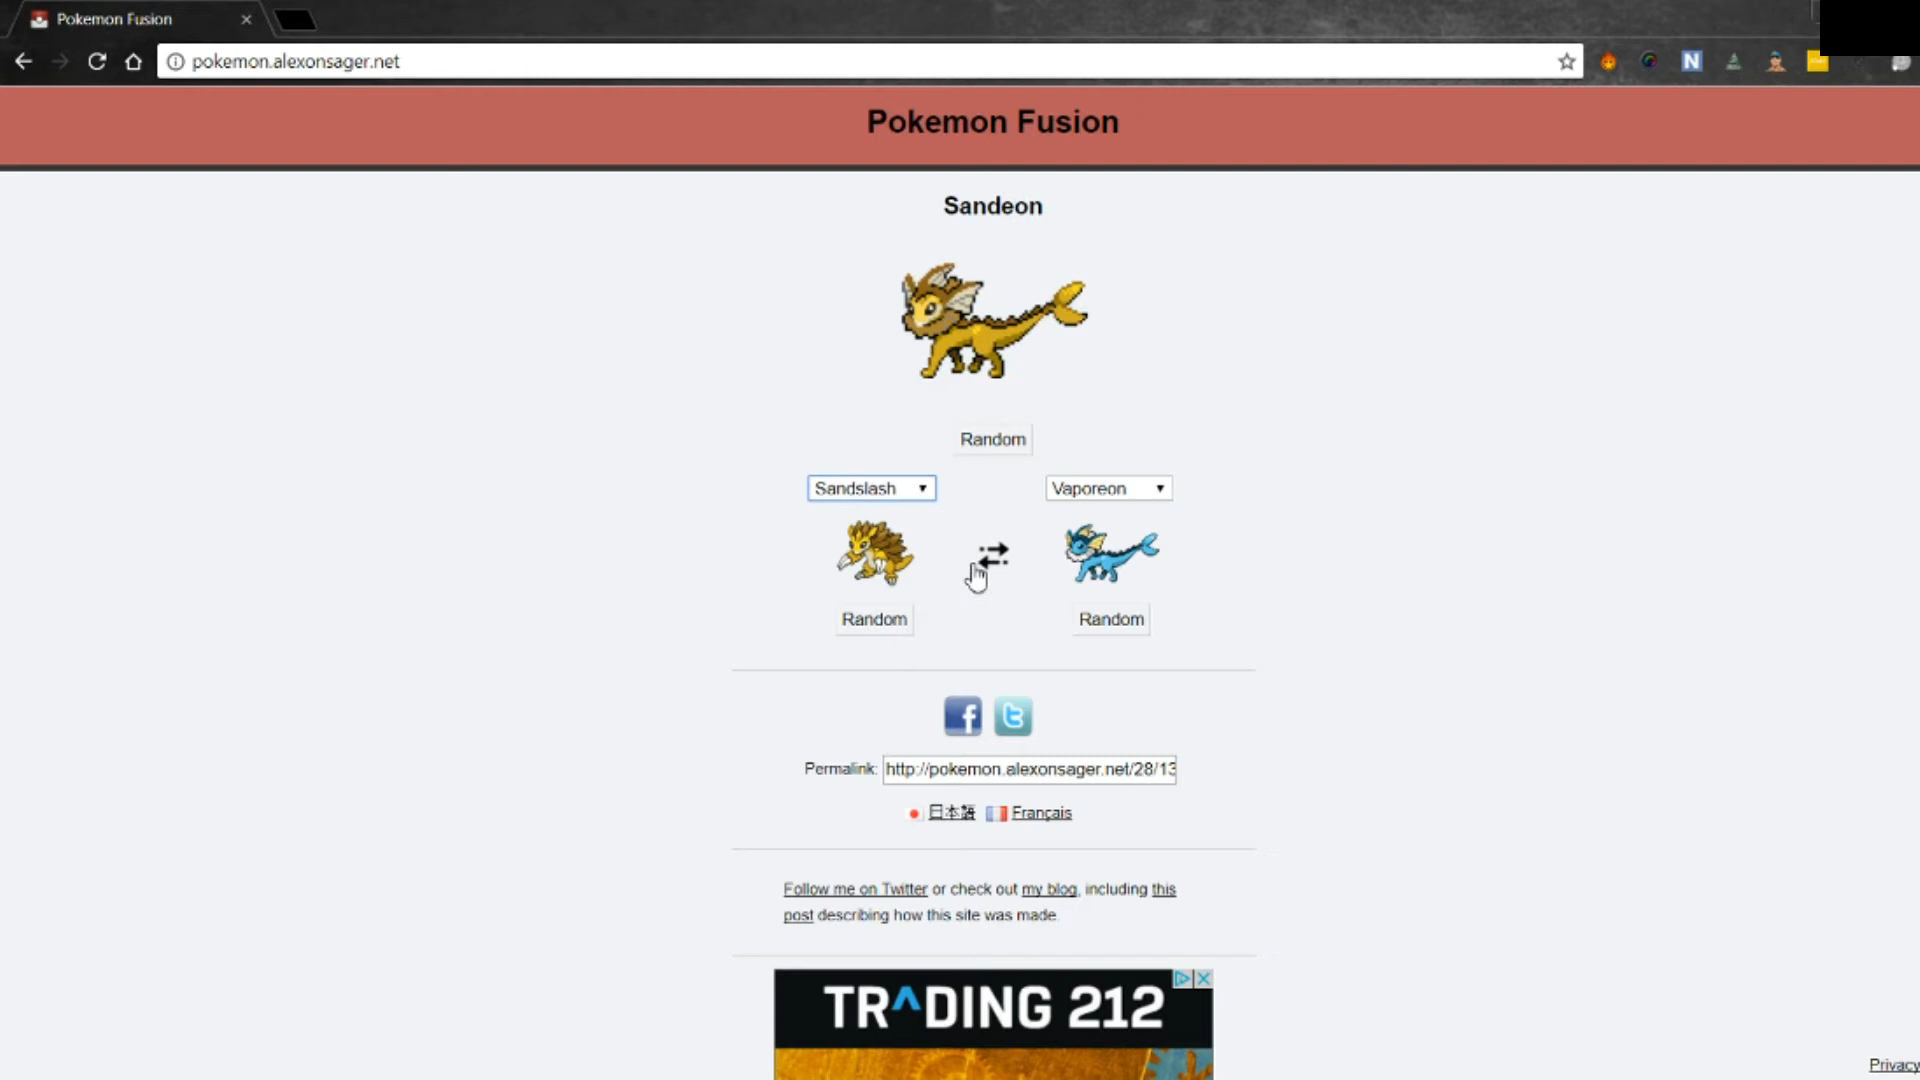 Pokemon Fusion
pokemon.alexonsager.net
Pokemon Fusion
Sandeon
Random
Sandslash Vaporeon
Random Random
Permalink: http://pokemon.alexonsager.net/28/13
日本語 Français
Follow me on Twitter or check out my blog, including this
post describing how this site was made.
TRADING 212
Privacy